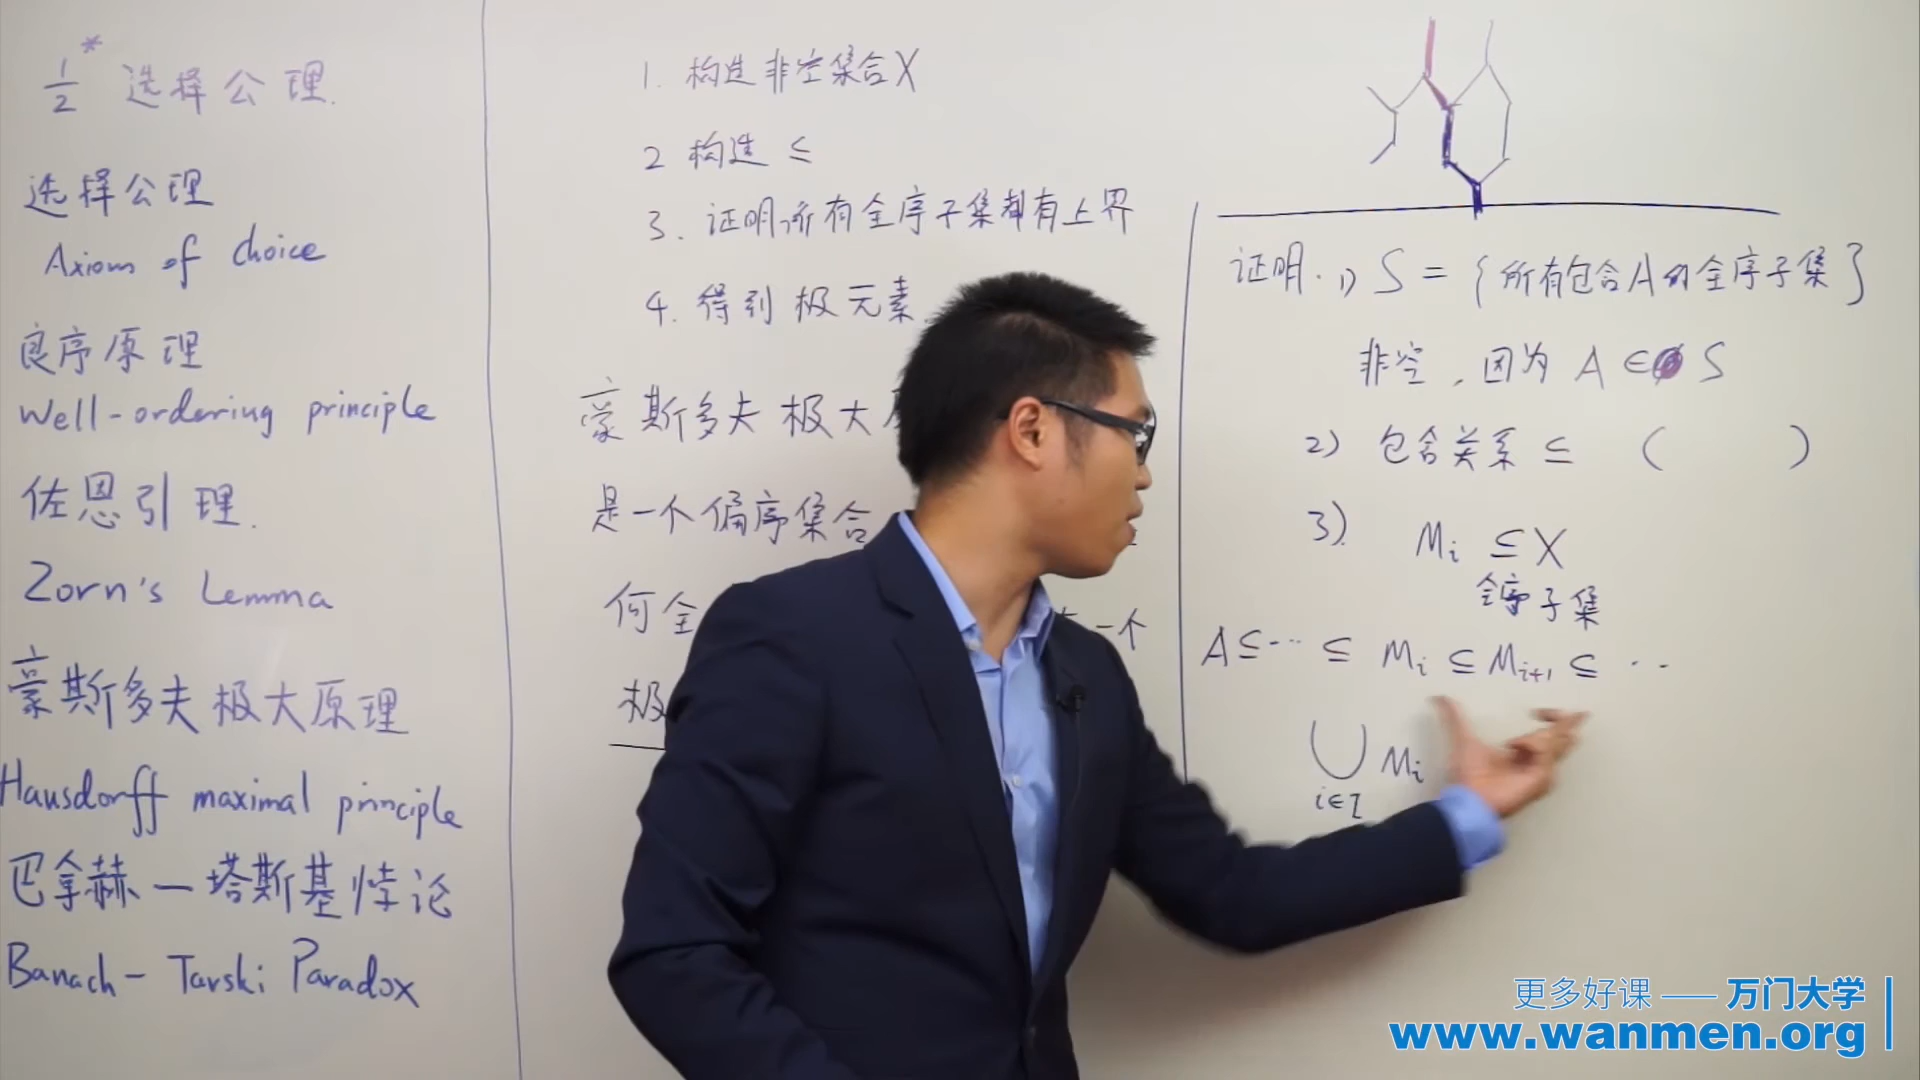 1/2 * 选择公理.
选择公理
Axiom of choice
良序原理
Well-ordering principle
佐恩引理.
Zorn's Lemma
豪斯多夫极大原理
Hausdorff maximal principle
巴拿赫—塔斯基悖论
Banach - Tarski Paradox
1. 构造非空集合X
2 构造 ≤
3. 证明所有全序子集都有上界
4. 得到极元素.
豪斯多夫极大
是一个偏序集合
何全 一个
极
证明. 1) S = {所有包含A的全序子集}
非空, 因为 A ∈ S
2) 包含关系 ⊆ ( )
3). Mi ⊆ X
全序子集
A ⊆ ··· ⊆ Mi ⊆ Mi+1 ⊆ ··
⋃ Mi
i∈I
更多好课 —— 万门大学
www.wanmen.org